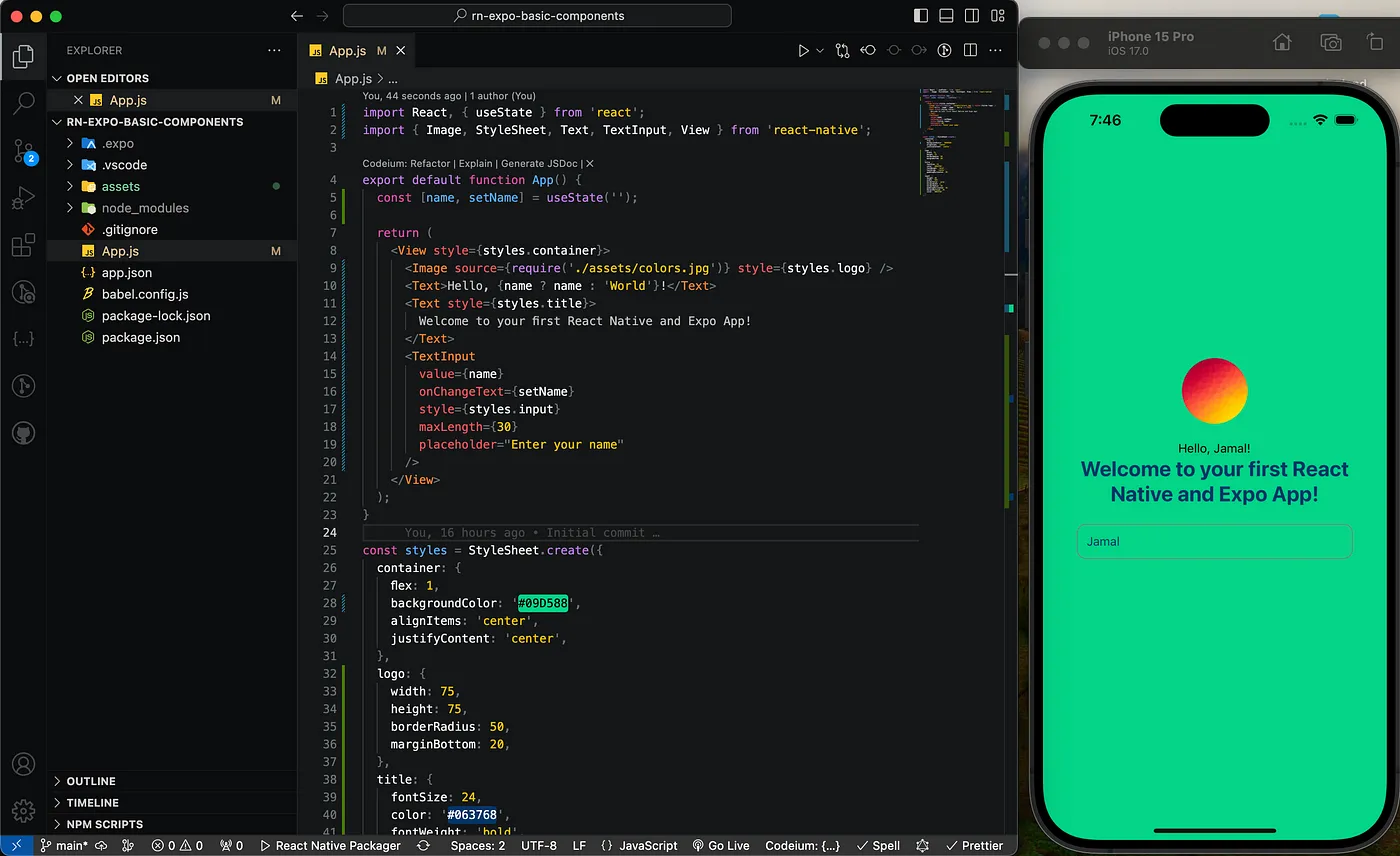 rn-expo-basic-components
EXPLORER
OPEN EDITORS
App.js M
RN-EXPO-BASIC-COMPONENTS
.expo
.vscode
assets
node_modules
.gitignore
App.js M
app.json
babel.config.js
package-lock.json
package.json
OUTLINE
TIMELINE
NPM SCRIPTS
2
JS App.js M
JS App.js > ...
You, 44 seconds ago | 1 author (You)
1 import React, { useState } from 'react';
2 import { Image, StyleSheet, Text, TextInput, View } from 'react-native';
3
Codeium: Refactor | Explain | Generate JSDoc | X
4 export default function App() {
5 const [name, setName] = useState('');
6
7 return (
8 <View style={styles.container}>
9 <Image source={require('./assets/colors.jpg')} style={styles.logo} />
10 <Text>Hello, {name ? name : 'World'}!</Text>
11 <Text style={styles.title}>
12 Welcome to your first React Native and Expo App!
13 </Text>
14 <TextInput
15 value={name}
16 onChangeText={setName}
17 style={styles.input}
18 maxLength={30}
19 placeholder="Enter your name"
20 />
21 </View>
22 );
23 }
24 You, 16 hours ago • Initial commit …
25 const styles = StyleSheet.create({
26 container: {
27 flex: 1,
28 backgroundColor: '#09D588',
29 alignItems: 'center',
30 justifyContent: 'center',
31 },
32 logo: {
33 width: 75,
34 height: 75,
35 borderRadius: 50,
36 marginBottom: 20,
37 },
38 title: {
39 fontSize: 24,
40 color: '#063768',
41 fontWeight: 'bold',
main* 0 0 0 React Native Packager Spaces: 2 UTF-8 LF {} JavaScript Go Live Codeium: {...} Spell Prettier
iPhone 15 Pro
iOS 17.0
7:46
Hello, Jamal!
Welcome to your first React
Native and Expo App!
Jamal